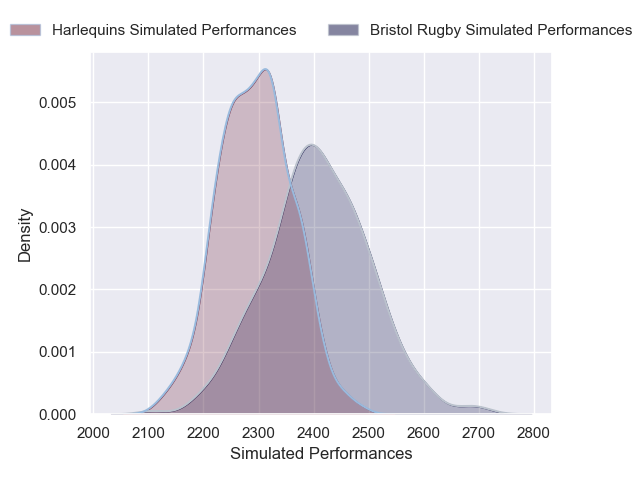 Harlequins Simulated Performances
Bristol Rugby Simulated Performances
0.005
0.004
0.003
0.002
0.001
0.000
Density
2000 2100 2200 2300 2400 2500 2600 2700 2800
Simulated Performances